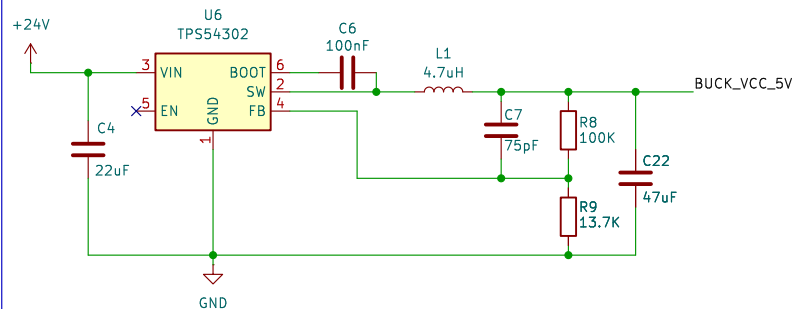 +24V
U6
TPS54302
C6
100nF
L1
4.7uH
3 VIN BOOT 6
SW 2
5 EN FB 4
GND
1
BUCK_VCC_5V
C4
22uF
C7
75pF
R8
100K
C22
47uF
R9
13.7K
GND